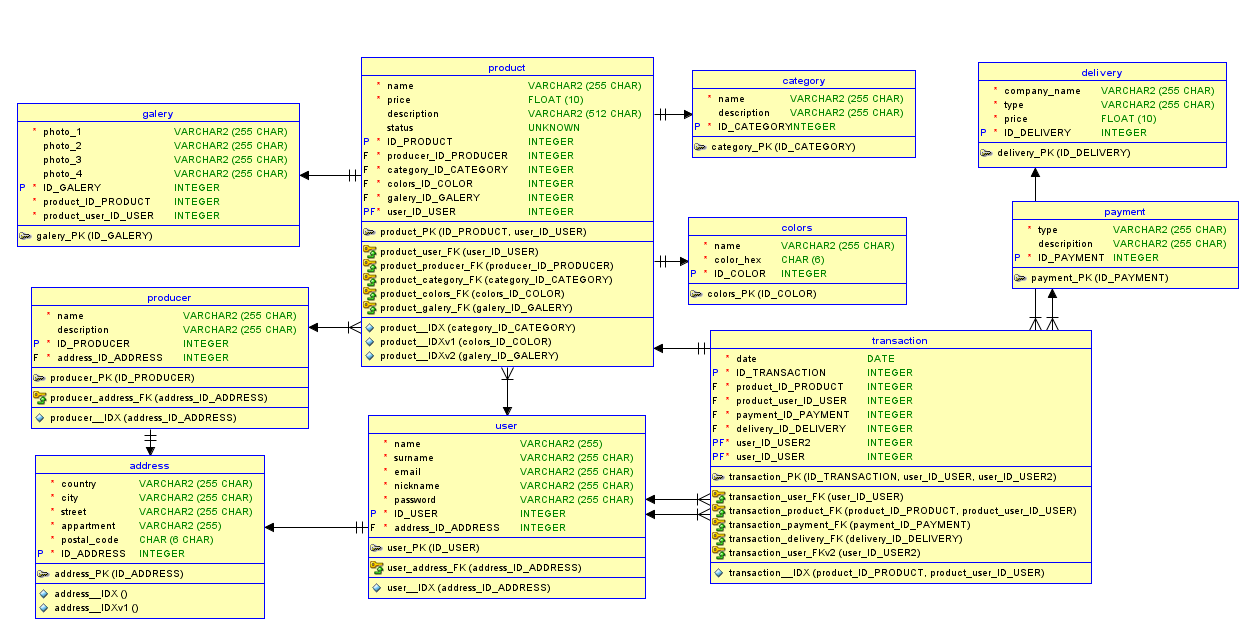 galery
* photo_1 VARCHAR2 (255 CHAR)
photo_2 VARCHAR2 (255 CHAR)
photo_3 VARCHAR2 (255 CHAR)
photo_4 VARCHAR2 (255 CHAR)
P * ID_GALERY INTEGER
* product_ID_PRODUCT INTEGER
* product_user_ID_USER INTEGER
galery_PK (ID_GALERY)
product
* name VARCHAR2 (255 CHAR)
* price FLOAT (10)
description VARCHAR2 (512 CHAR)
status UNKNOWN
P * ID_PRODUCT INTEGER
F * producer_ID_PRODUCER INTEGER
F * category_ID_CATEGORY INTEGER
F * colors_ID_COLOR INTEGER
F * galery_ID_GALERY INTEGER
PF* user_ID_USER INTEGER
product_PK (ID_PRODUCT, user_ID_USER)
product_user_FK (user_ID_USER)
product_producer_FK (producer_ID_PRODUCER)
product_category_FK (category_ID_CATEGORY)
product_colors_FK (colors_ID_COLOR)
product_galery_FK (galery_ID_GALERY)
product__IDX (category_ID_CATEGORY)
product__IDXv1 (colors_ID_COLOR)
product__IDXv2 (galery_ID_GALERY)
category
* name VARCHAR2 (255 CHAR)
description VARCHAR2 (255 CHAR)
P * ID_CATEGORY INTEGER
category_PK (ID_CATEGORY)
delivery
* company_name VARCHAR2 (255 CHAR)
* type VARCHAR2 (255 CHAR)
* price FLOAT (10)
P * ID_DELIVERY INTEGER
delivery_PK (ID_DELIVERY)
colors
* name VARCHAR2 (255 CHAR)
* color_hex CHAR (6)
P * ID_COLOR INTEGER
colors_PK (ID_COLOR)
payment
* type VARCHAR2 (255 CHAR)
descripition VARCHAR2 (255 CHAR)
P * ID_PAYMENT INTEGER
payment_PK (ID_PAYMENT)
producer
* name VARCHAR2 (255 CHAR)
description VARCHAR2 (255 CHAR)
P * ID_PRODUCER INTEGER
F * address_ID_ADDRESS INTEGER
producer_PK (ID_PRODUCER)
producer_address_FK (address_ID_ADDRESS)
producer__IDX (address_ID_ADDRESS)
transaction
* date DATE
P * ID_TRANSACTION INTEGER
F * product_ID_PRODUCT INTEGER
F * product_user_ID_USER INTEGER
F * payment_ID_PAYMENT INTEGER
F * delivery_ID_DELIVERY INTEGER
PF* user_ID_USER2 INTEGER
PF* user_ID_USER INTEGER
transaction_PK (ID_TRANSACTION, user_ID_USER, user_ID_USER2)
transaction_user_FK (user_ID_USER)
transaction_product_FK (product_ID_PRODUCT, product_user_ID_USER)
transaction_payment_FK (payment_ID_PAYMENT)
transaction_delivery_FK (delivery_ID_DELIVERY)
transaction_user_FKv2 (user_ID_USER2)
transaction__IDX (product_ID_PRODUCT, product_user_ID_USER)
user
* name VARCHAR2 (255)
* surname VARCHAR2 (255 CHAR)
* email VARCHAR2 (255 CHAR)
* nickname VARCHAR2 (255 CHAR)
* password VARCHAR2 (255 CHAR)
P * ID_USER INTEGER
F * address_ID_ADDRESS INTEGER
user_PK (ID_USER)
user_address_FK (address_ID_ADDRESS)
user__IDX (address_ID_ADDRESS)
address
* country VARCHAR2 (255 CHAR)
* city VARCHAR2 (255 CHAR)
* street VARCHAR2 (255 CHAR)
* appartment VARCHAR2 (255)
* postal_code CHAR (6 CHAR)
P * ID_ADDRESS INTEGER
address_PK (ID_ADDRESS)
address__IDX ()
address__IDXv1 ()